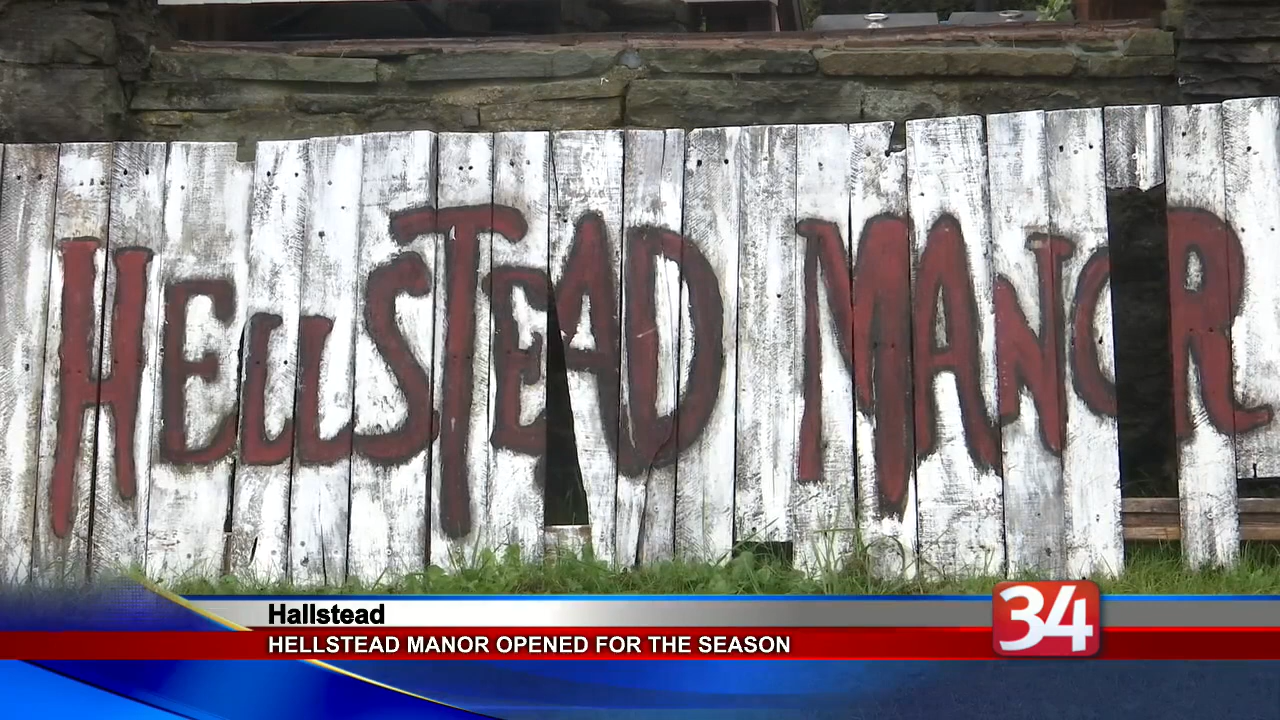 HELLSTEAD MANOR
Hallstead
HELLSTEAD MANOR OPENED FOR THE SEASON
34